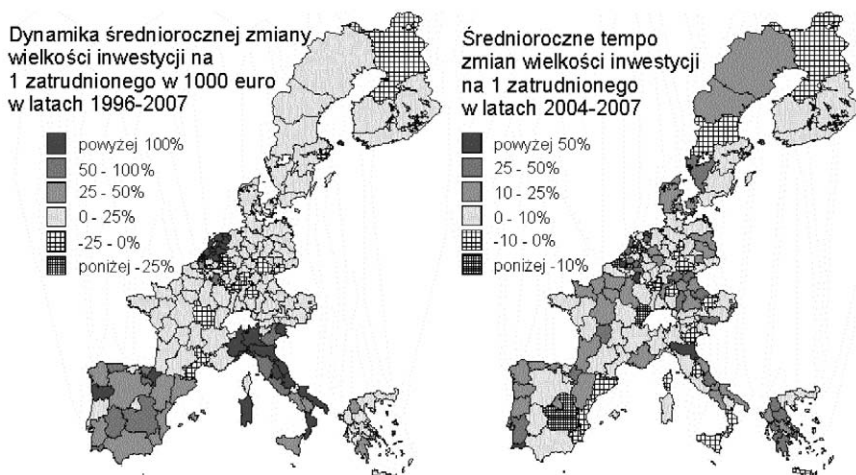 Dynamika średniorocznej zmiany
wielkości inwestycji na
1 zatrudnionego w 1000 euro
w latach 1996-2007
powyżej 100%
50 - 100%
25 - 50%
0 - 25%
-25 - 0%
poniżej -25%
Średnioroczne tempo
zmian wielkości inwestycji
na 1 zatrudnionego
w latach 2004-2007
powyżej 50%
25 - 50%
10 - 25%
0 - 10%
-10 - 0%
poniżej -10%